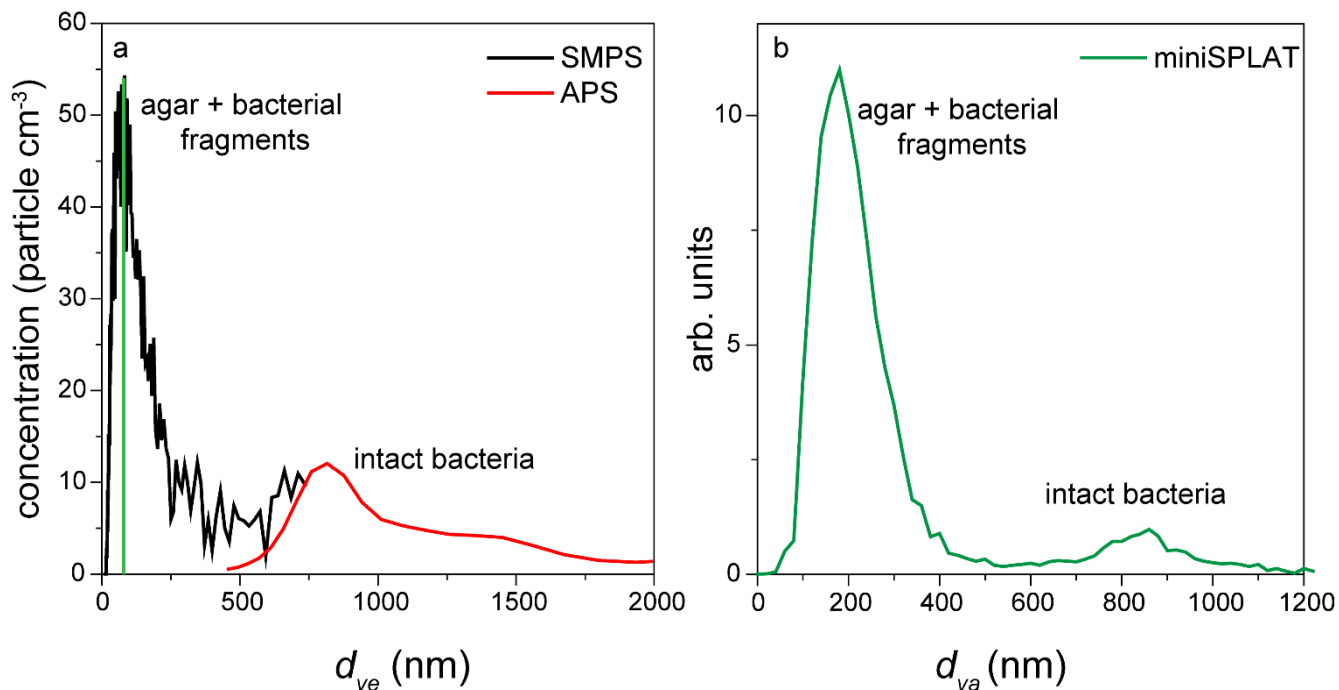 a
SMPS
APS
agar + bacterial
fragments
intact bacteria
60
50
40
30
20
10
0
concentration (particle cm⁻³)
0 500 1000 1500 2000
dve (nm)
b
miniSPLAT
agar + bacterial
fragments
intact bacteria
10
5
0
arb. units
0 200 400 600 800 1000 1200
dva (nm)